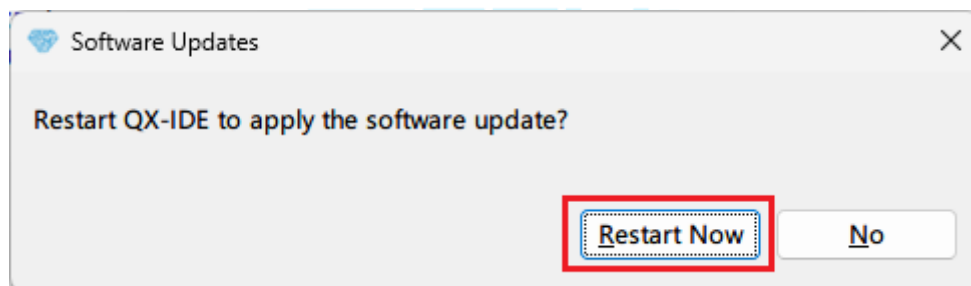 Software Updates
Restart QX-IDE to apply the software update?
Restart Now
No